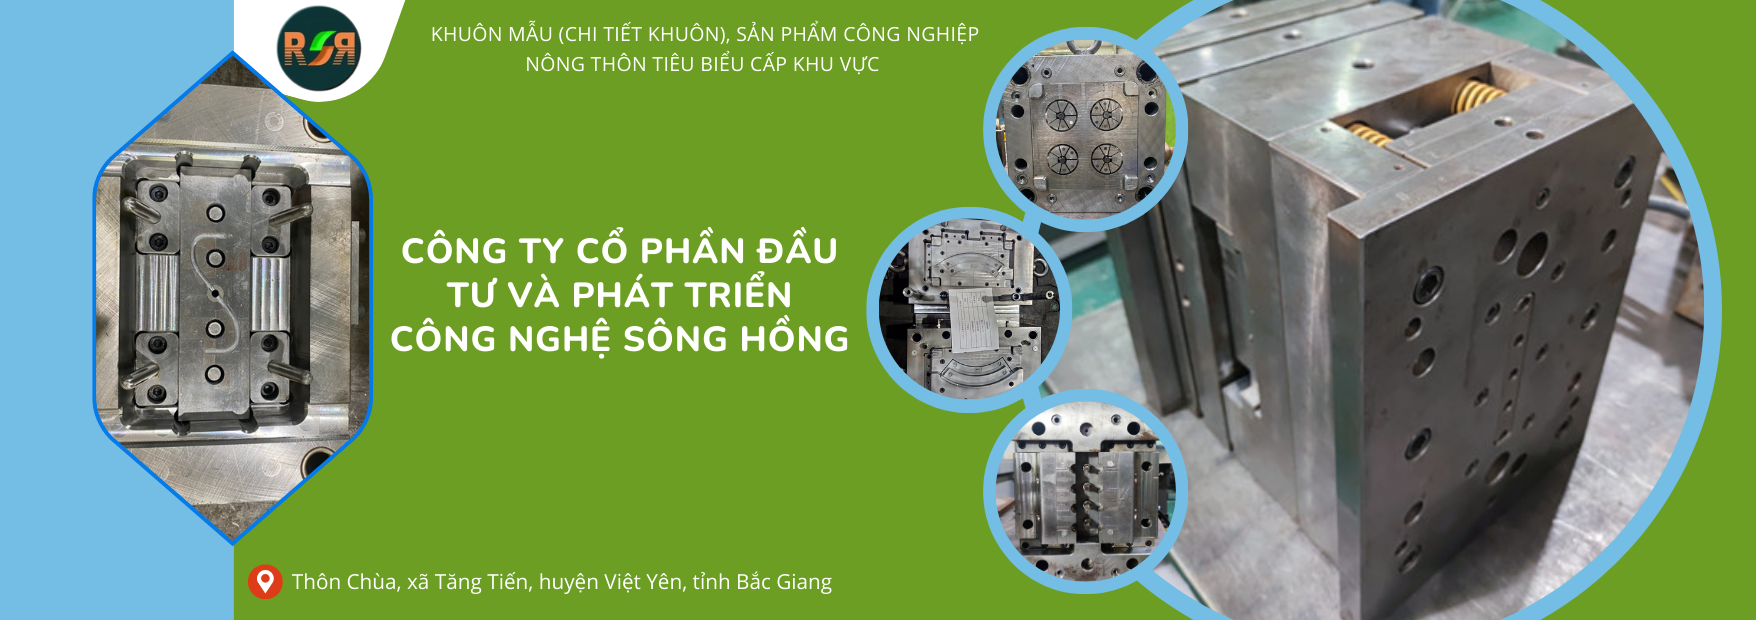 RSR
KHUÔN MẪU (CHI TIẾT KHUÔN), SẢN PHẨM CÔNG NGHIỆP
NÔNG THÔN TIÊU BIỂU CẤP KHU VỰC
CÔNG TY CỔ PHẦN ĐẦU
TƯ VÀ PHÁT TRIỂN
CÔNG NGHỆ SÔNG HỒNG
Thôn Chùa, xã Tăng Tiến, huyện Việt Yên, tỉnh Bắc Giang